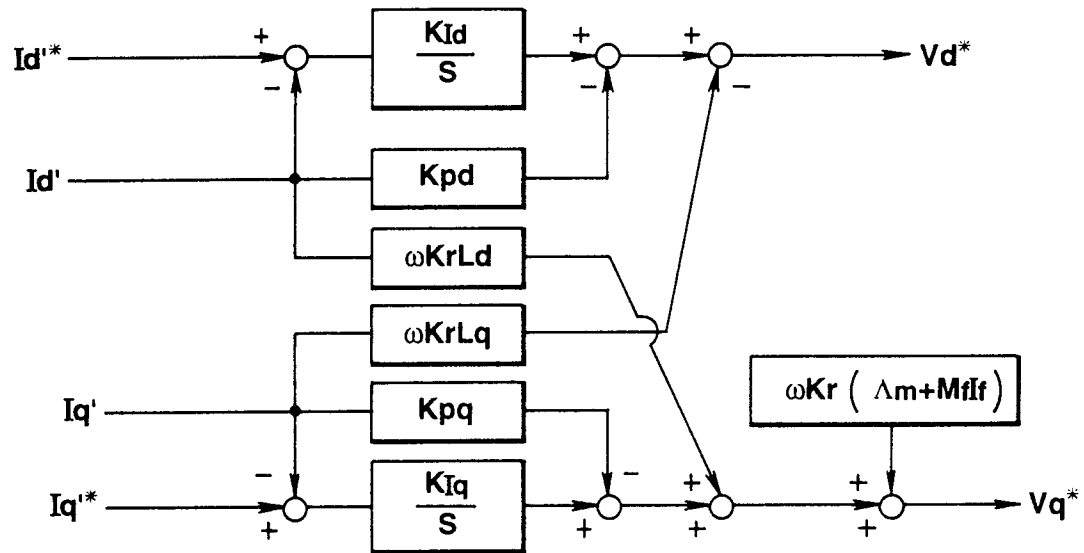 Id'* + − KId/S + − + − Vd*
Id' Kpd
ωKrLd
ωKrLq
Iq' Kpq ωKr ( Λm+MfIf )
Iq'* − + KIq/S − + + + + + Vq*